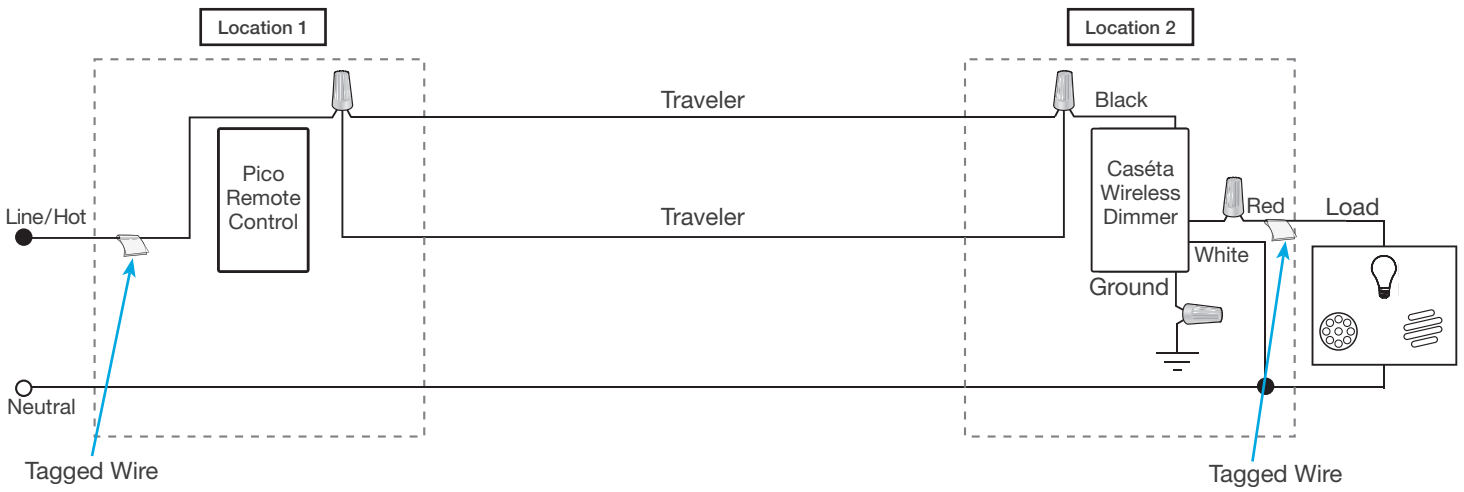 Location 1
Location 2
Traveler
Black
Pico
Remote
Control
Caséta
Wireless
Dimmer
Line/Hot
Traveler
Red
Load
White
Ground
Neutral
Tagged Wire
Tagged Wire